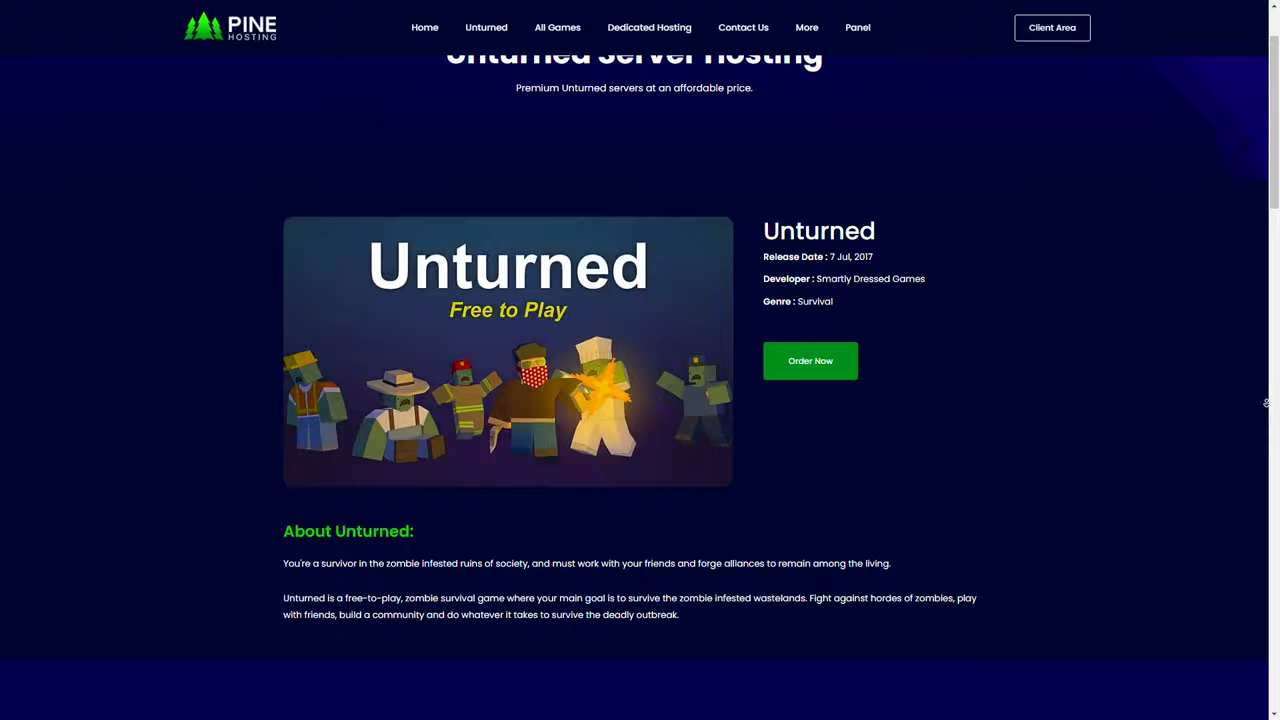 PINE
HOSTING
Home Unturned All Games Dedicated Hosting Contact Us More Panel
Client Area
Unturned Server Hosting
Premium Unturned servers at an affordable price.
Unturned
Free to Play
Unturned
Release Date : 7 Jul, 2017
Developer : Smartly Dressed Games
Genre : Survival
Order Now
About Unturned:
You're a survivor in the zombie infested ruins of society, and must work with your friends and forge alliances to remain among the living.
Unturned is a free-to-play, zombie survival game where your main goal is to survive the zombie infested wastelands. Fight against hordes of zombies, play
with friends, build a community and do whatever it takes to survive the deadly outbreak.